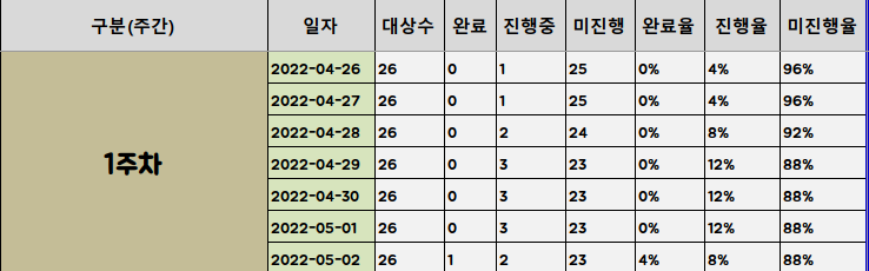 구분(주간) 일자 대상수 완료 진행중 미진행 완료율 진행율 미진행율
1주차
2022-04-26 26 0 1 25 0% 4% 96%
2022-04-27 26 0 1 25 0% 4% 96%
2022-04-28 26 0 2 24 0% 8% 92%
2022-04-29 26 0 3 23 0% 12% 88%
2022-04-30 26 0 3 23 0% 12% 88%
2022-05-01 26 0 3 23 0% 12% 88%
2022-05-02 26 1 2 23 4% 8% 88%